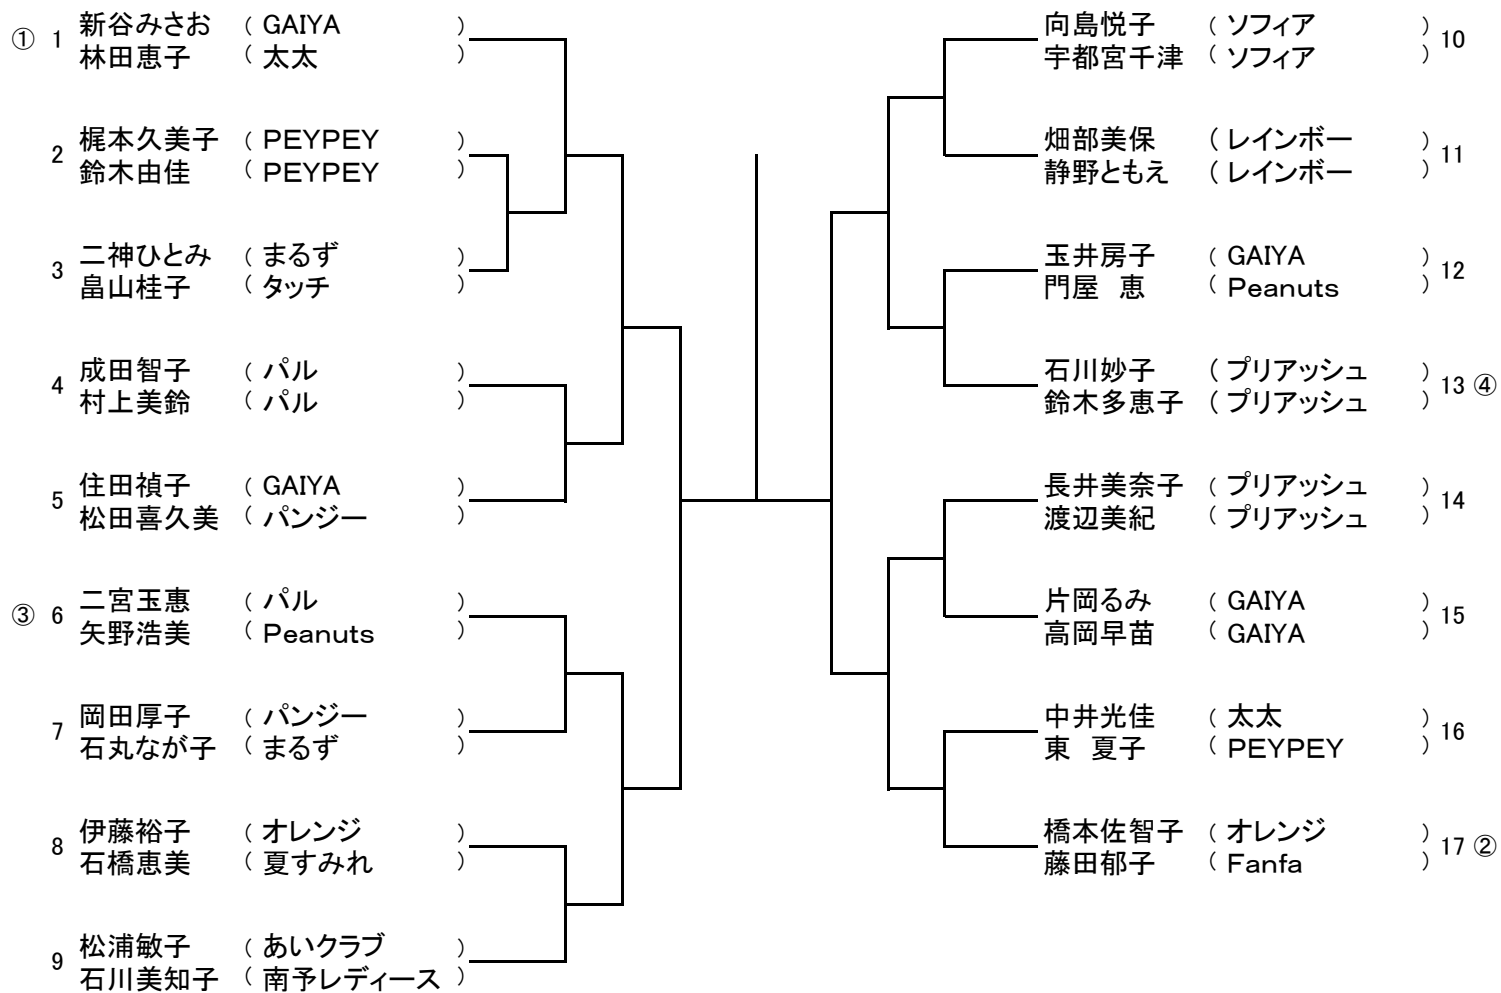 ① 1 新谷みさお ( GAIYA )
林田恵子 ( 太太 )
2 梶本久美子 ( PEYPEY )
鈴木由佳 ( PEYPEY )
3 二神ひとみ ( まるず )
畠山桂子 ( タッチ )
4 成田智子 ( パル )
村上美鈴 ( パル )
5 住田禎子 ( GAIYA )
松田喜久美 ( パンジー )
③ 6 二宮玉惠 ( パル )
矢野浩美 ( Peanuts )
7 岡田厚子 ( パンジー )
石丸なが子 ( まるず )
8 伊藤裕子 ( オレンジ )
石橋恵美 ( 夏すみれ )
9 松浦敏子 ( あいクラブ )
石川美知子 ( 南予レディース )
向島悦子 ( ソフィア ) 10
宇都宮千津 ( ソフィア )
畑部美保 ( レインボー ) 11
静野ともえ ( レインボー )
玉井房子 ( GAIYA ) 12
門屋 恵 ( Peanuts )
石川妙子 ( プリアッシュ ) 13 ④
鈴木多恵子 ( プリアッシュ )
長井美奈子 ( プリアッシュ ) 14
渡辺美紀 ( プリアッシュ )
片岡るみ ( GAIYA ) 15
高岡早苗 ( GAIYA )
中井光佳 ( 太太 ) 16
東 夏子 ( PEYPEY )
橋本佐智子 ( オレンジ ) 17 ②
藤田郁子 ( Fanfa )